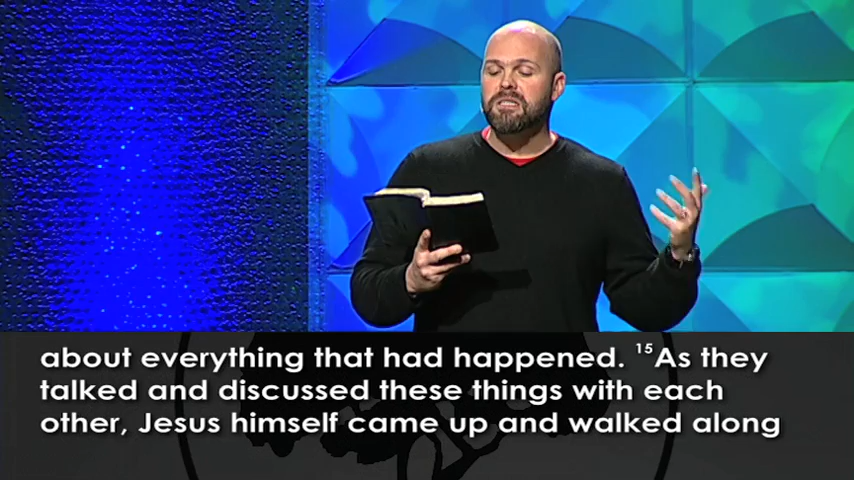 about everything that had happened. ¹⁵As they
talked and discussed these things with each
other, Jesus himself came up and walked along